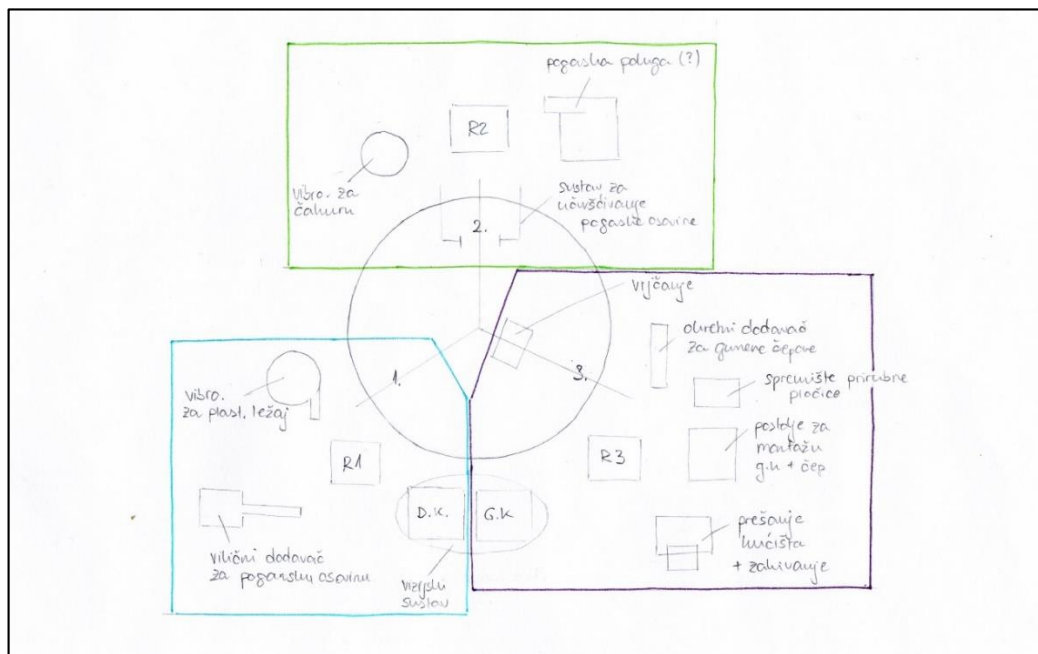 pogonska poluga (?)
R2
vibro. za
čahuru
sustav za
učvršćivanje
pogonske osovine
2.
vijčanje
okretni dodavač
za gumene čepove
spremište prirubne
pločice
postolje za
montažu
g.k + čep
prešanje
kućišta
+ zakivanje
3.
R3
1.
vibro.
za plast. ležaj
R1
D.K.
G.K
vilični dodavač
za pogonsku osovinu
vizijski
sustav